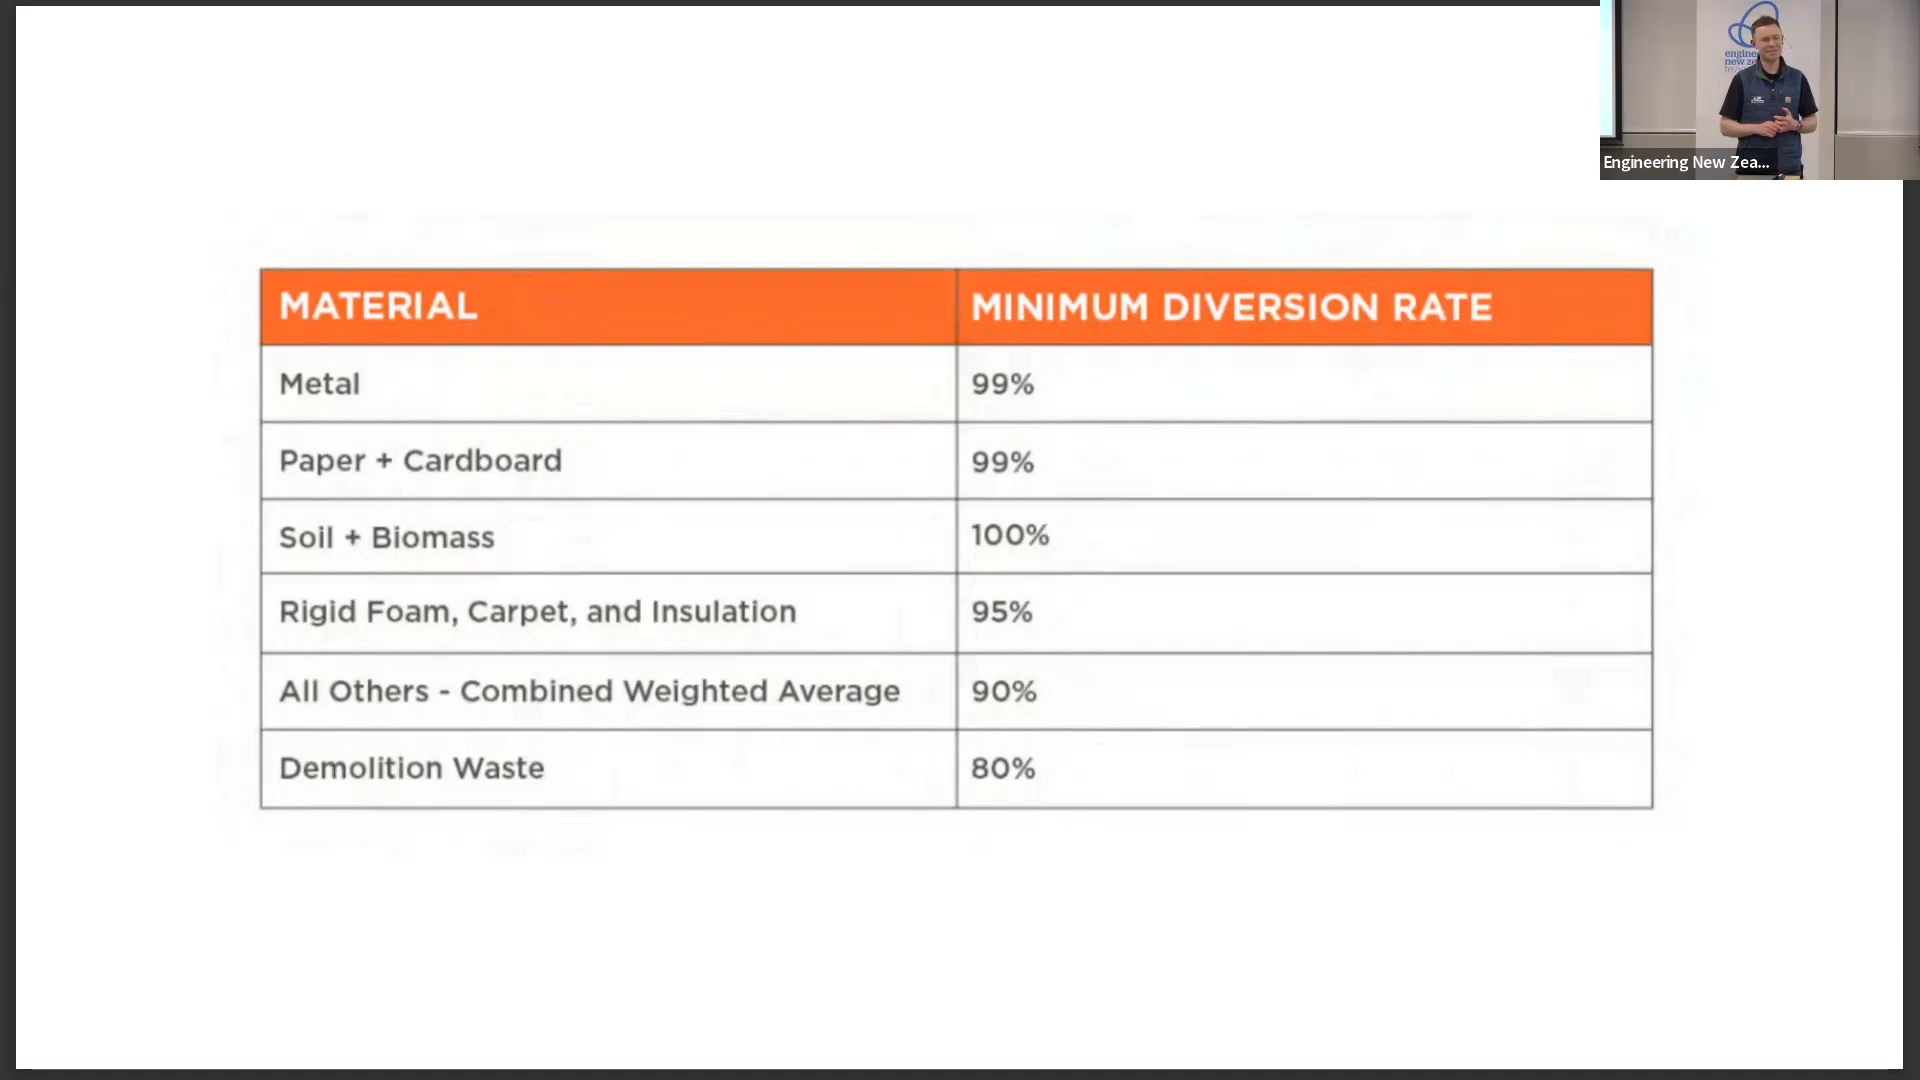 MATERIAL MINIMUM DIVERSION RATE
Metal 99%
Paper + Cardboard 99%
Soil + Biomass 100%
Rigid Foam, Carpet, and Insulation 95%
All Others - Combined Weighted Average 90%
Demolition Waste 80%
Engineering New Zea...